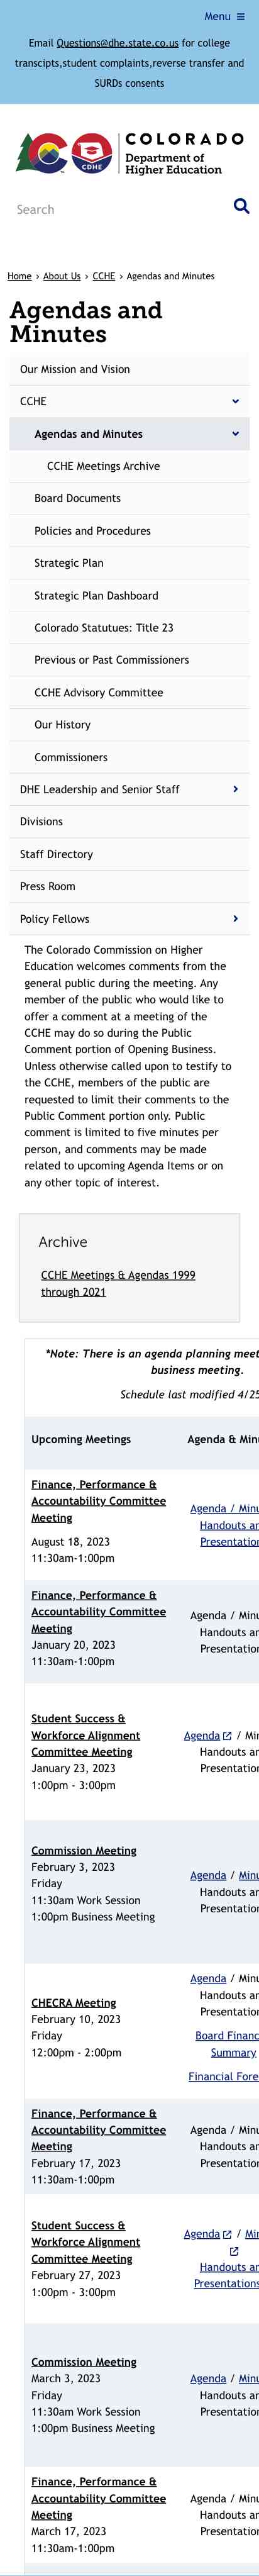 Menu
Email Questions@dhe.state.co.us for college
transcipts,student complaints,reverse transfer and
SURDs consents
CO
CDHE
COLORADO
Department of
Higher Education
Search
Home › About Us › CCHE › Agendas and Minutes
Agendas and
Minutes
Our Mission and Vision
CCHE
Agendas and Minutes
CCHE Meetings Archive
Board Documents
Policies and Procedures
Strategic Plan
Strategic Plan Dashboard
Colorado Statutues: Title 23
Previous or Past Commissioners
CCHE Advisory Committee
Our History
Commissioners
DHE Leadership and Senior Staff
Divisions
Staff Directory
Press Room
Policy Fellows
The Colorado Commission on Higher
Education welcomes comments from the
general public during the meeting. Any
member of the public who would like to
offer a comment at a meeting of the
CCHE may do so during the Public
Comment portion of Opening Business.
Unless otherwise called upon to testify to
the CCHE, members of the public are
requested to limit their comments to the
Public Comment portion only. Public
comment is limited to five minutes per
person, and comments may be made
related to upcoming Agenda Items or on
any other topic of interest.
Archive
CCHE Meetings & Agendas 1999
through 2021
*Note: There is an agenda planning meet
business meeting.
Schedule last modified 4/25
Upcoming Meetings Agenda & Minu
Finance, Performance &
Accountability Committee
Meeting
August 18, 2023
11:30am-1:00pm
Agenda / Minu
Handouts an
Presentation
Finance, Performance &
Accountability Committee
Meeting
January 20, 2023
11:30am-1:00pm
Agenda / Minu
Handouts an
Presentation
Student Success &
Workforce Alignment
Committee Meeting
January 23, 2023
1:00pm - 3:00pm
Agenda / Min
Handouts an
Presentation
Commission Meeting
February 3, 2023
Friday
11:30am Work Session
1:00pm Business Meeting
Agenda / Minu
Handouts an
Presentation
CHECRA Meeting
February 10, 2023
Friday
12:00pm - 2:00pm
Agenda / Minu
Handouts an
Presentation
Board Financ
Summary
Financial Fore
Finance, Performance &
Accountability Committee
Meeting
February 17, 2023
11:30am-1:00pm
Agenda / Minu
Handouts an
Presentation
Student Success &
Workforce Alignment
Committee Meeting
February 27, 2023
1:00pm - 3:00pm
Agenda / Min
Handouts an
Presentations
Commission Meeting
March 3, 2023
Friday
11:30am Work Session
1:00pm Business Meeting
Agenda / Minu
Handouts an
Presentation
Finance, Performance &
Accountability Committee
Meeting
March 17, 2023
11:30am-1:00pm
Agenda / Minu
Handouts an
Presentation